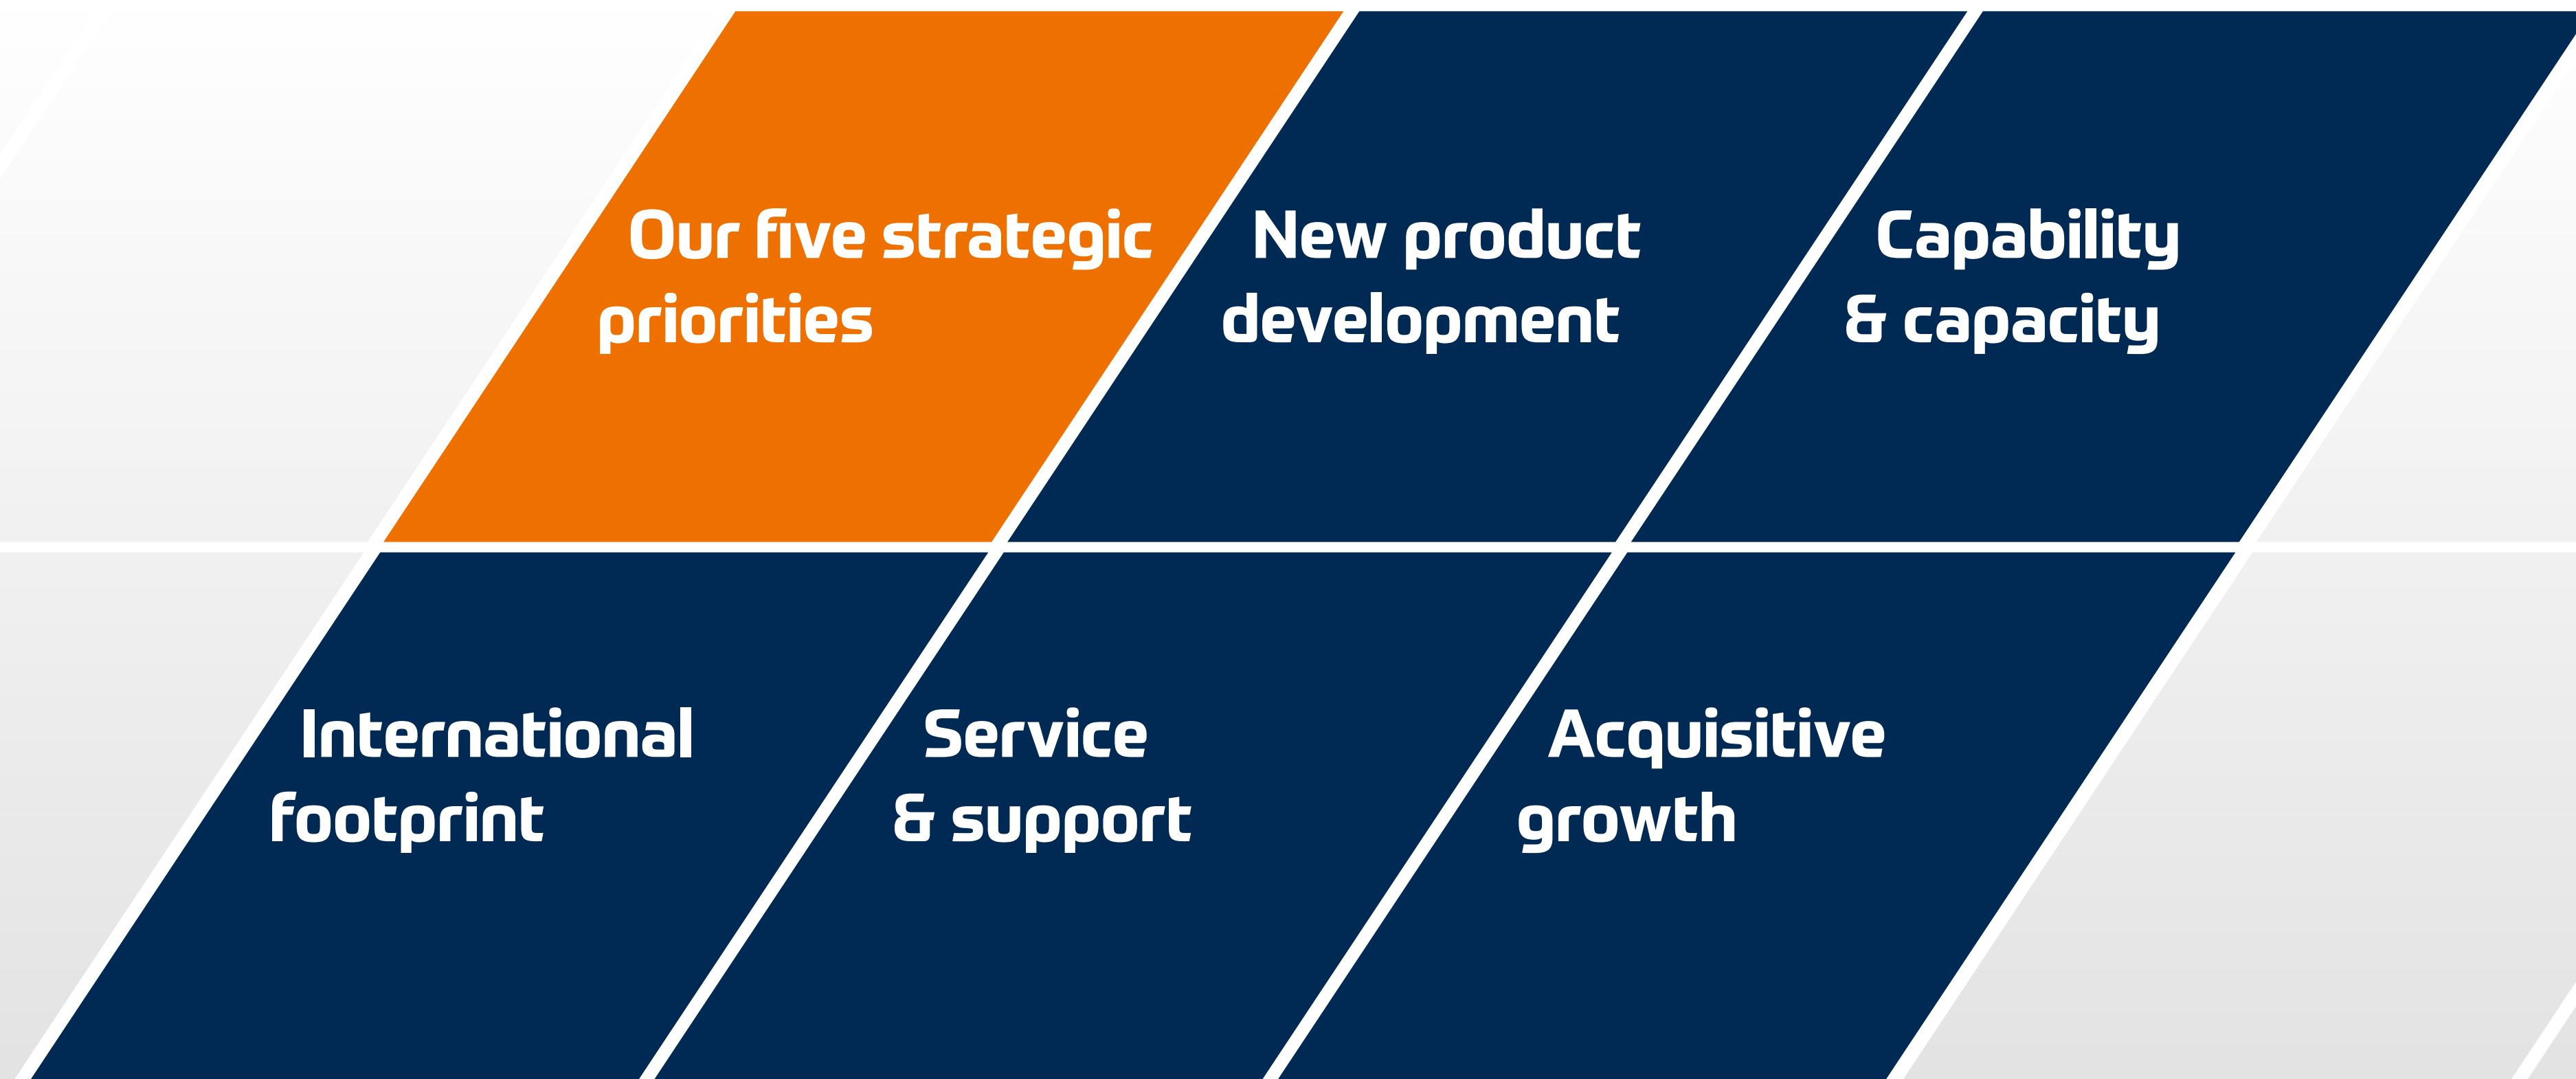 Our five strategic
priorities
New product
development
Capability
& capacity
International
footprint
Service
& support
Acquisitive
growth